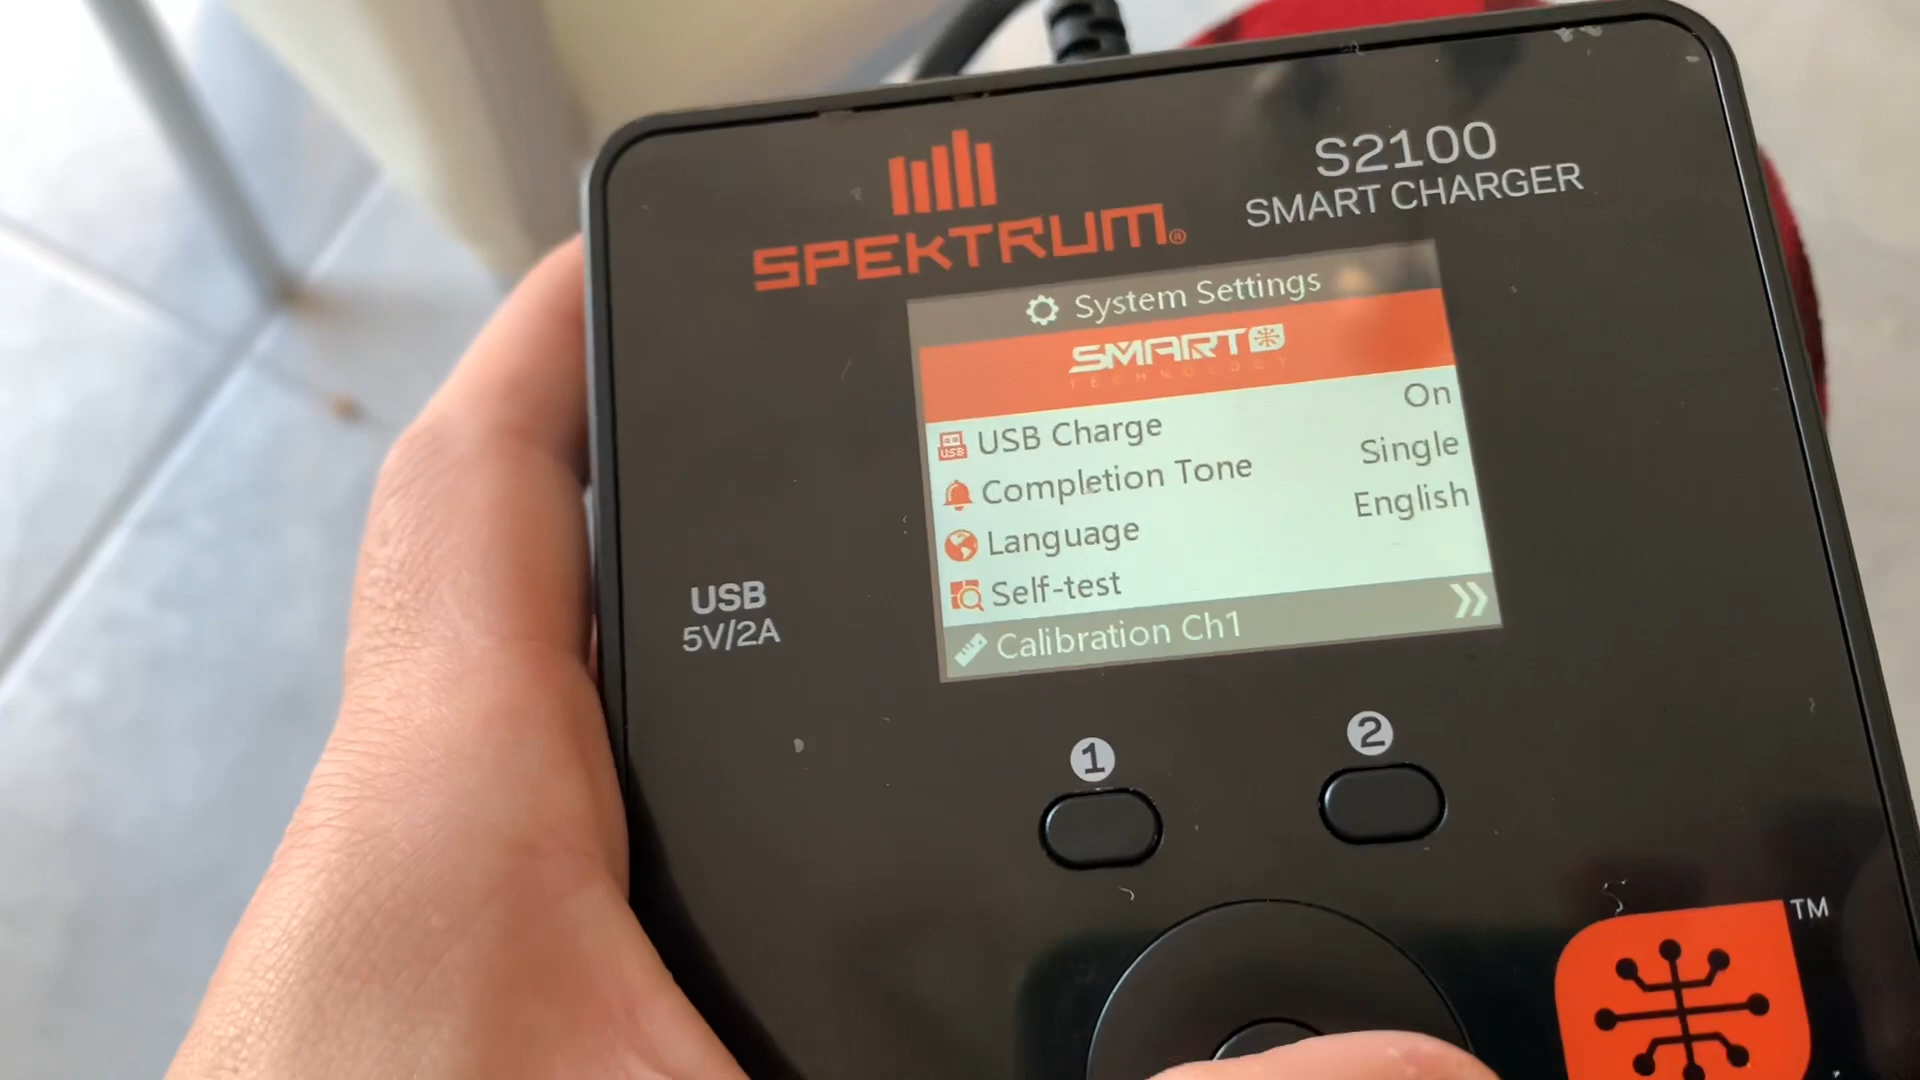 S2100
SMART CHARGER
SPEKTRUM®
System Settings
SMART
TECHNOLOGY
USB Charge On
Completion Tone Single
Language English
Self-test
Calibration Ch1
USB
5V/2A
1
2
TM